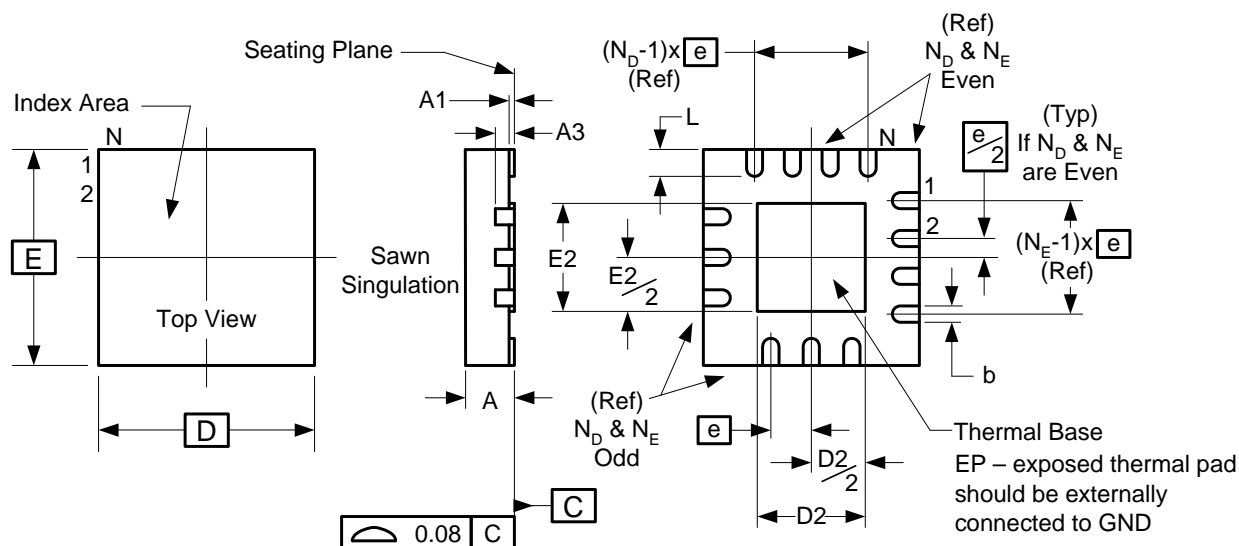 Seating Plane
Index Area
N
1
2
E
Top View
D
A1
A3
Sawn
Singulation
A
C
0.08 C
(N_D-1)x e
(Ref)
(Ref)
N_D & N_E
Even
L
N
e/2
(Typ)
If N_D & N_E
are Even
1
2
(N_E-1)x e
(Ref)
E2
E2/2
b
(Ref)
N_D & N_E
Odd
e
D2/2
D2
Thermal Base
EP – exposed thermal pad
should be externally
connected to GND